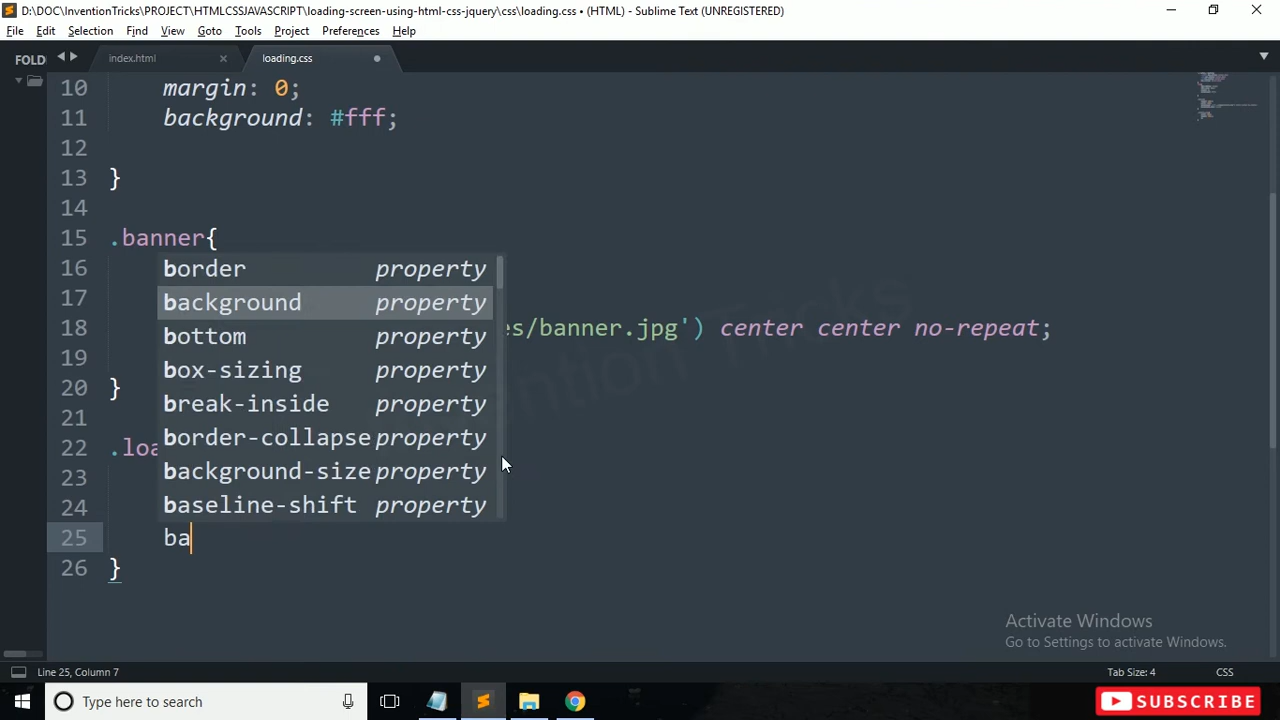 D:\DOC\InventionTricks\PROJECT\HTMLCSSJAVASCRIPT\loading-screen-using-html-css-jquery\css\loading.css • (HTML) - Sublime Text (UNREGISTERED)
File Edit Selection Find View Goto Tools Project Preferences Help
FOLD
index.html × loading.css
10 margin: 0;
11 background: #fff;
12
13 }
14
15 .banner{
16 border property
17 background property
bottom property
18 es/banner.jpg') center center no-repeat;
19 box-sizing property
20 } break-inside property
21 border-collapse property
22 .loa
23 background-size property
24 baseline-shift property
25 ba
26 }
Invention Tricks
Activate Windows
Go to Settings to activate Windows.
Line 25, Column 7 Tab Size: 4 CSS
Type here to search
SUBSCRIBE